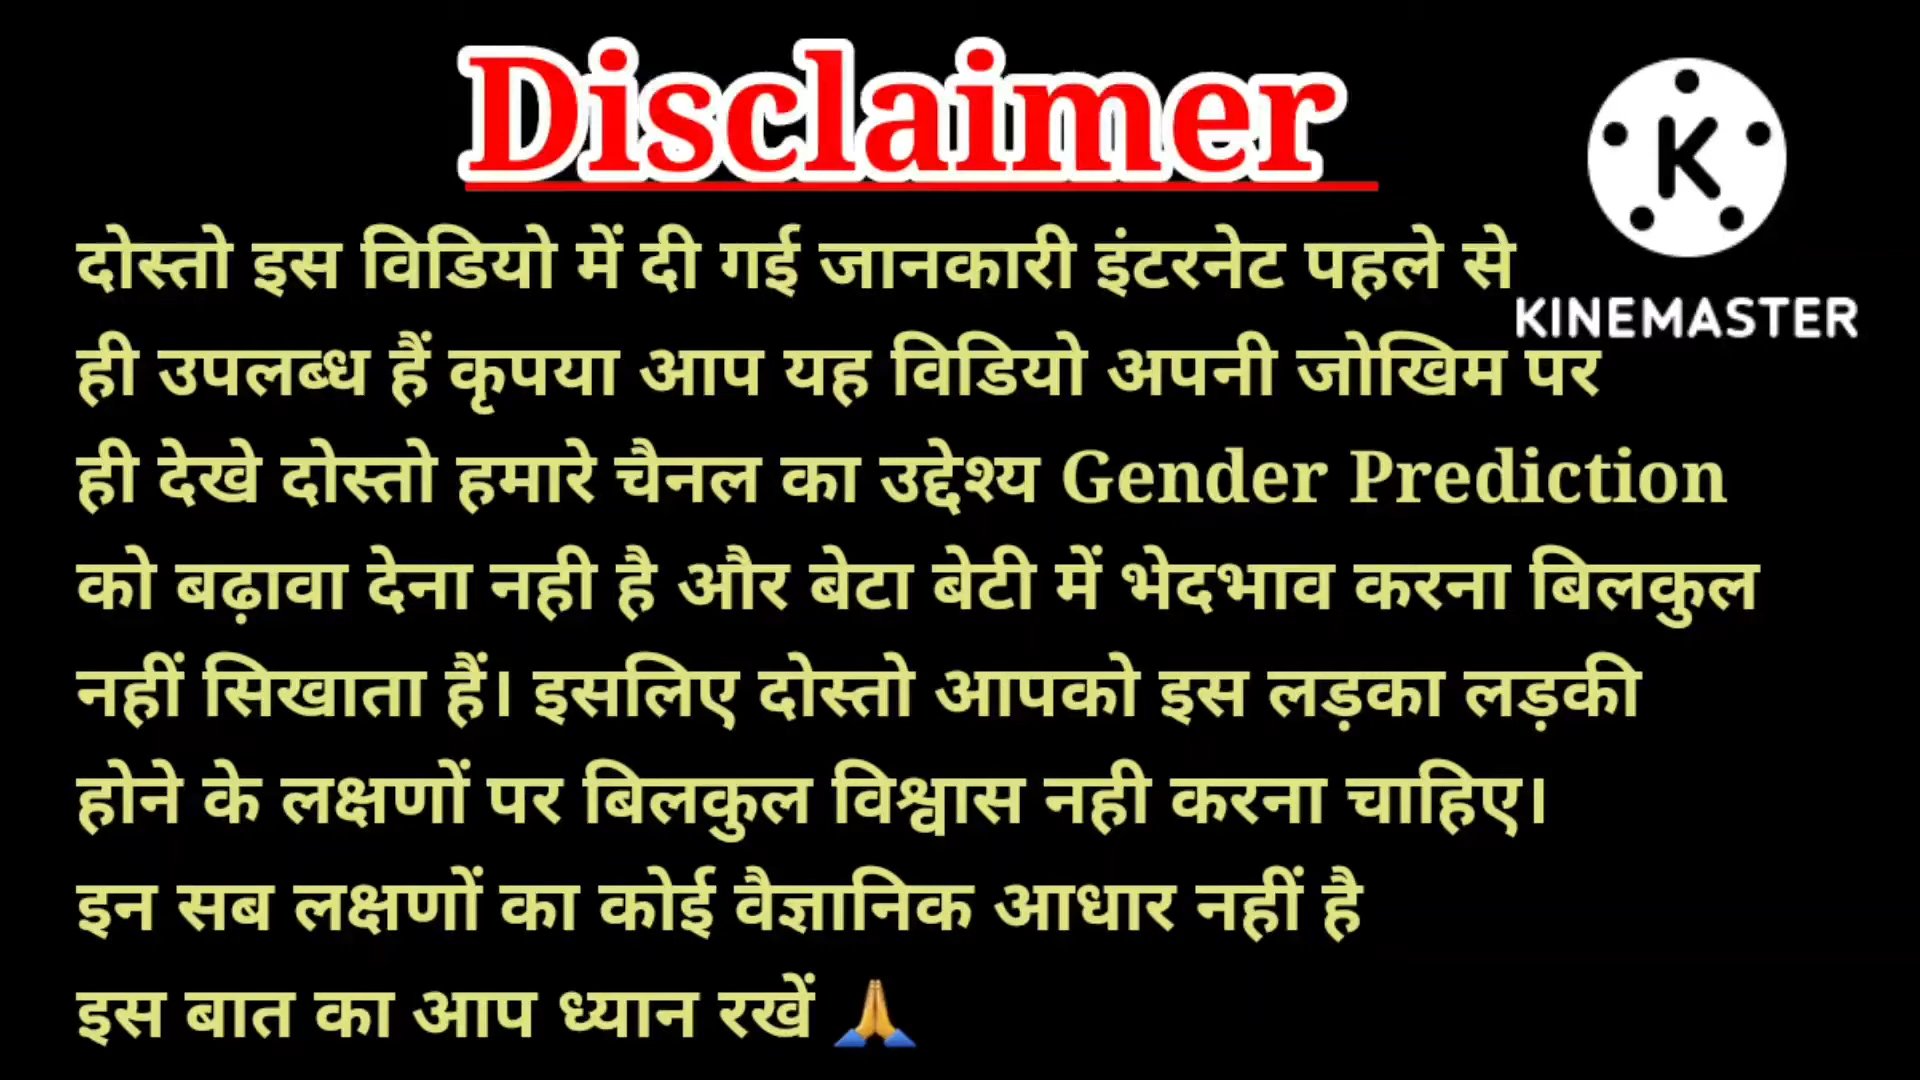 Disclaimer
दोस्तो इस विडियो में दी गई जानकारी इंटरनेट पहले से
KINEMASTER
ही उपलब्ध हैं कृपया आप यह विडियो अपनी जोखिम पर
ही देखे दोस्तो हमारे चैनल का उद्देश्य Gender Prediction
को बढ़ावा देना नही है और बेटा बेटी में भेदभाव करना बिलकुल
नहीं सिखाता हैं। इसलिए दोस्तो आपको इस लड़का लड़की
होने के लक्षणों पर बिलकुल विश्वास नही करना चाहिए।
इन सब लक्षणों का कोई वैज्ञानिक आधार नहीं है
इस बात का आप ध्यान रखें 🙏